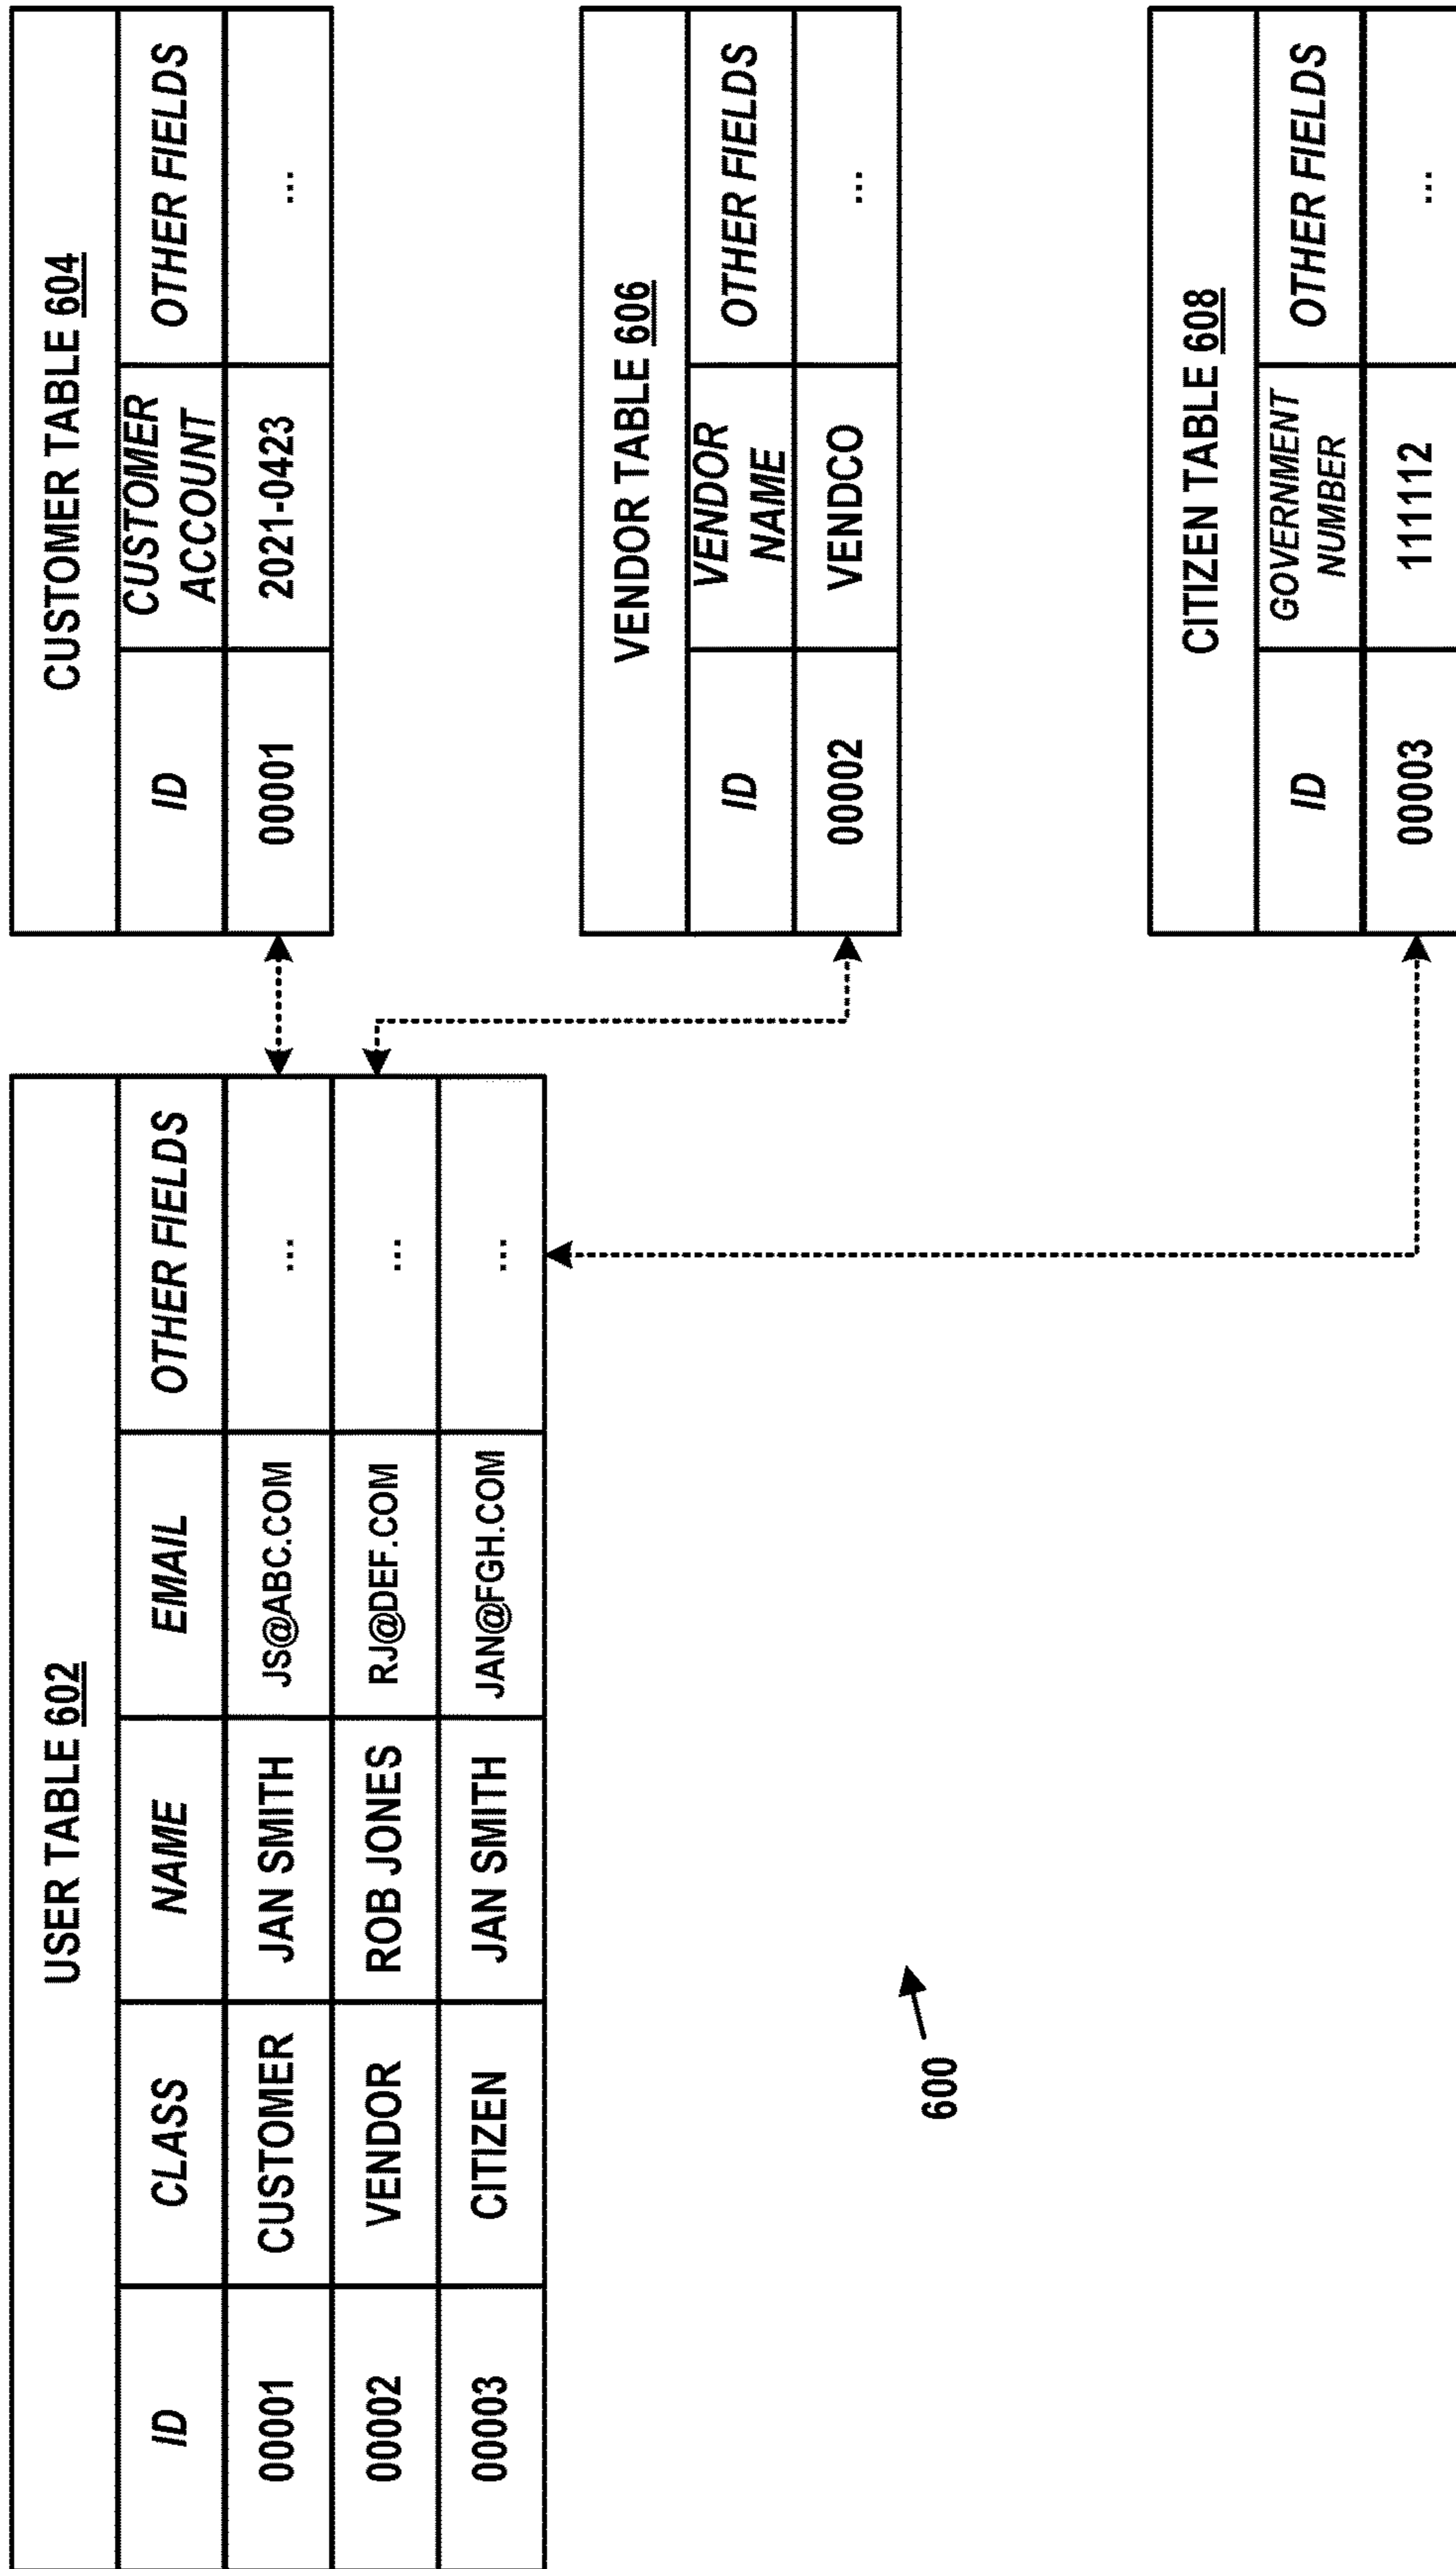 USER TABLE 602
ID CLASS NAME EMAIL OTHER FIELDS
00001 CUSTOMER JAN SMITH JS@ABC.COM ...
00002 VENDOR ROB JONES RJ@DEF.COM ...
00003 CITIZEN JAN SMITH JAN@FGH.COM ...
CUSTOMER TABLE 604
ID CUSTOMER ACCOUNT OTHER FIELDS
00001 2021-0423 ...
VENDOR TABLE 606
ID VENDOR NAME OTHER FIELDS
00002 VENDCO ...
CITIZEN TABLE 608
ID GOVERNMENT NUMBER OTHER FIELDS
00003 111112 ...
600